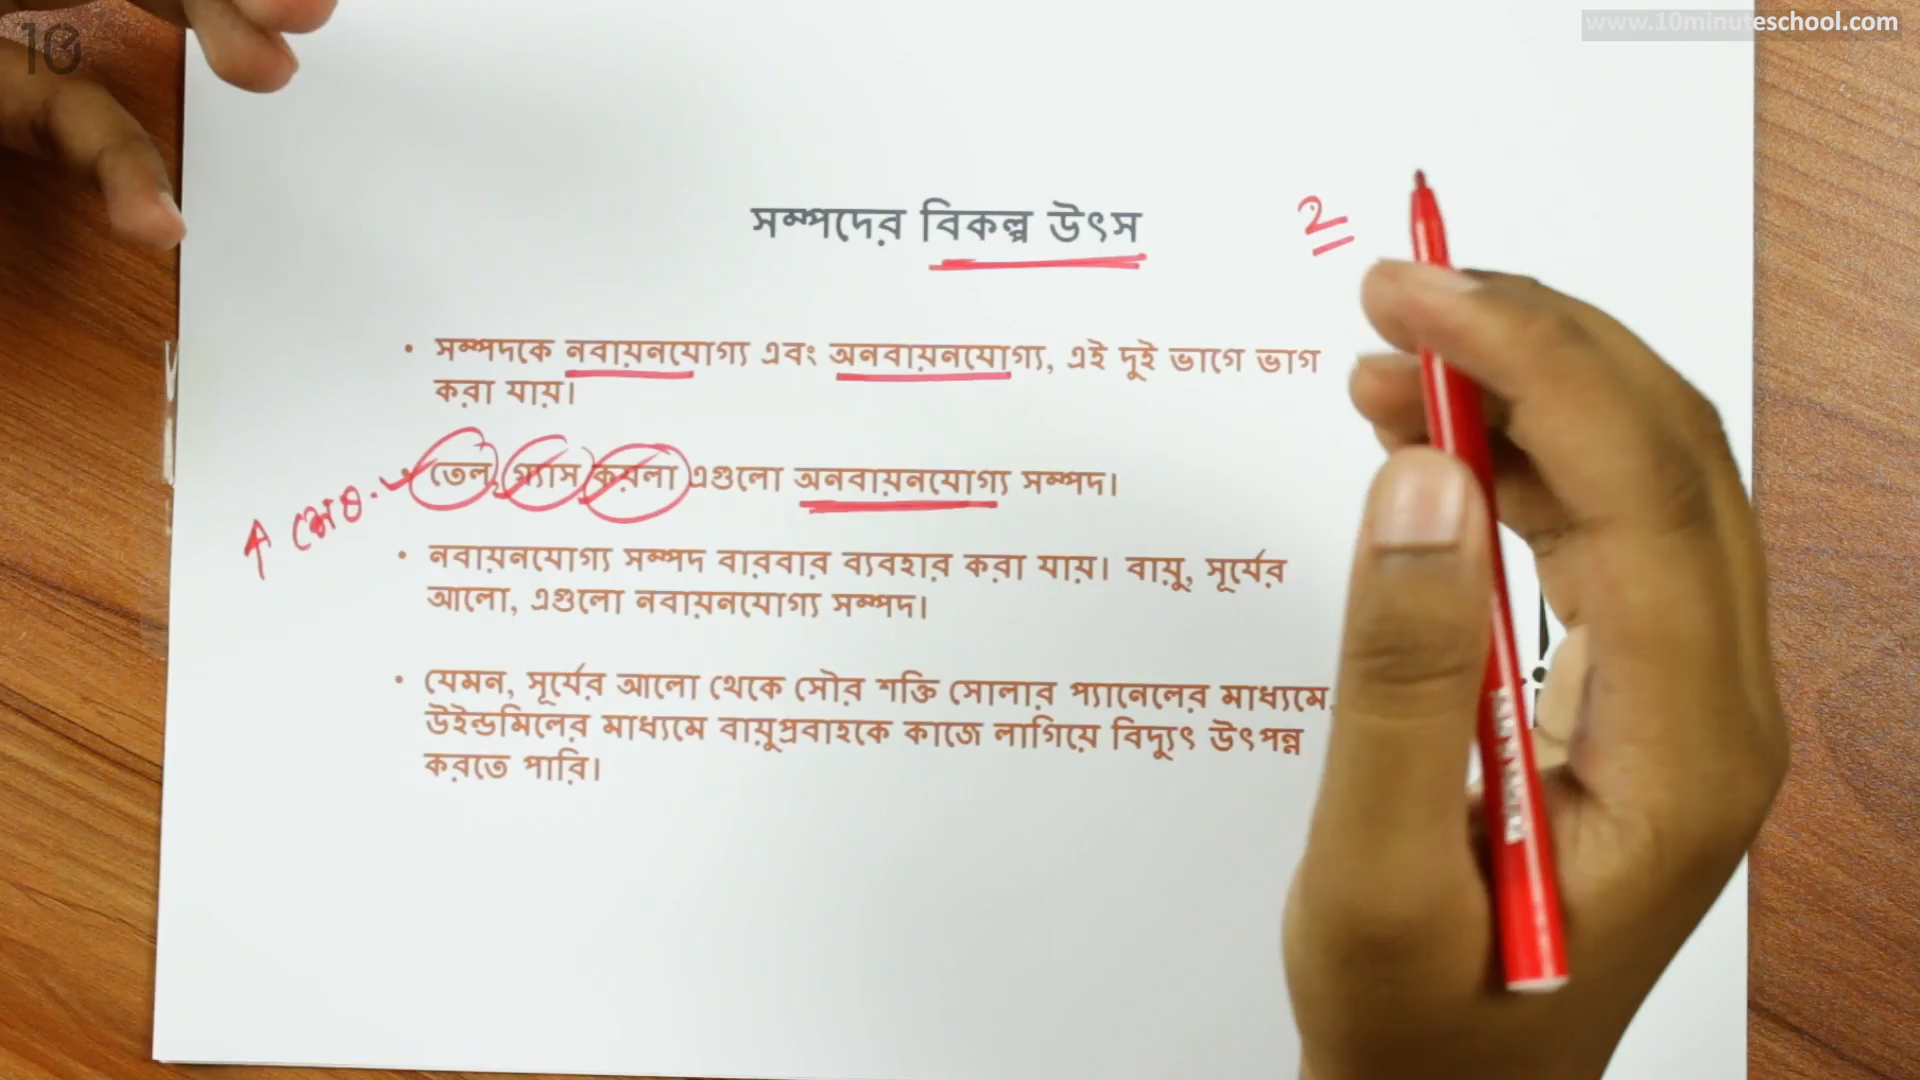 10
www.10minuteschool.com
সম্পদের বিকল্প উৎস
2
• সম্পদকে নবায়নযোগ্য এবং অনবায়নযোগ্য, এই দুই ভাগে ভাগ
করা যায়।
তেল, গ্যাস কয়লা এগুলো অনবায়নযোগ্য সম্পদ।
• নবায়নযোগ্য সম্পদ বারবার ব্যবহার করা যায়। বায়ু, সূর্যের
আলো, এগুলো নবায়নযোগ্য সম্পদ।
• যেমন, সূর্যের আলো থেকে সৌর শক্তি সোলার প্যানেলের মাধ্যমে,
উইন্ডমিলের মাধ্যমে বায়ুপ্রবাহকে কাজে লাগিয়ে বিদ্যুৎ উৎপন্ন
করতে পারি।